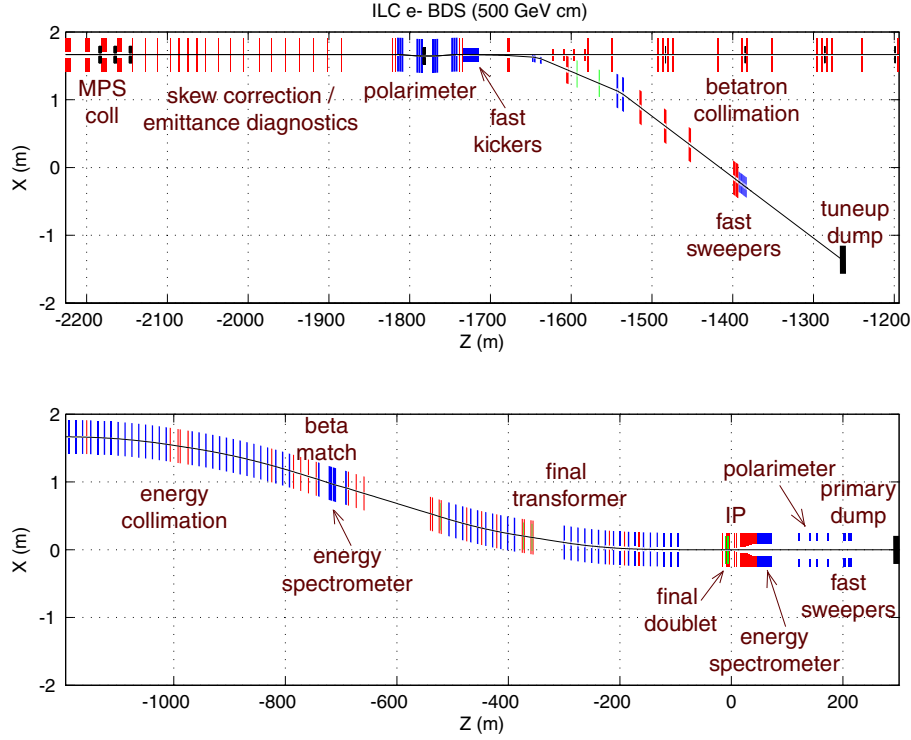 ILC e- BDS (500 GeV cm)
X (m)
2
1
0
-1
-2
MPS
coll
skew correction /
emittance diagnostics
polarimeter
fast
kickers
betatron
collimation
fast
sweepers
tuneup
dump
-2200 -2100 -2000 -1900 -1800 -1700 -1600 -1500 -1400 -1300 -1200
Z (m)
X (m)
2
1
0
-1
-2
energy
collimation
beta
match
energy
spectrometer
final
transformer
IP
final
doublet
polarimeter
primary
dump
fast
sweepers
energy
spectrometer
-1000 -800 -600 -400 -200 0 200
Z (m)